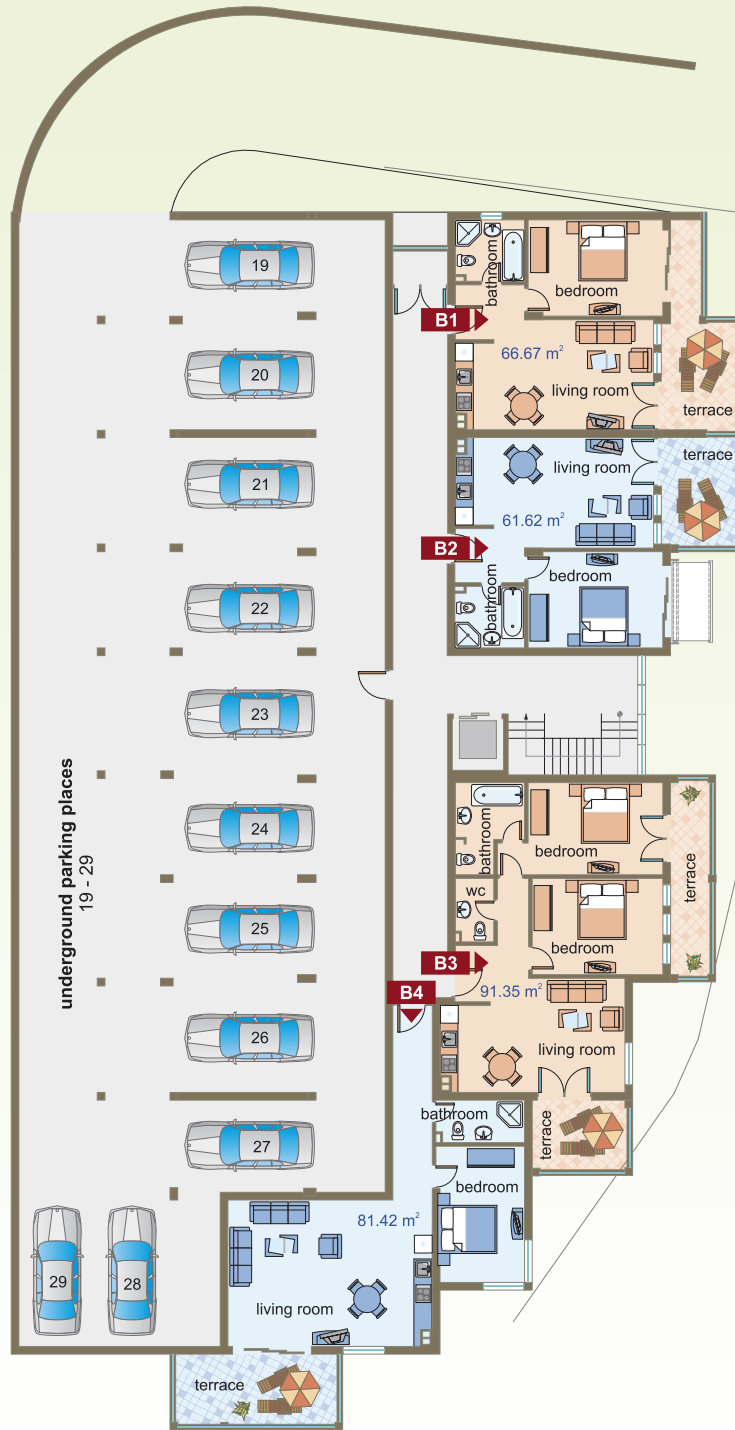 19
20
21
22
23
24
25
26
27
28
29
underground parking places
19 - 29
B1
bathroom
bedroom
66.67 m²
living room
terrace
living room
terrace
61.62 m²
B2
bathroom
bedroom
bathroom
bedroom
terrace
wc
bedroom
B3
91.35 m²
living room
terrace
B4
bathroom
bedroom
81.42 m²
living room
terrace